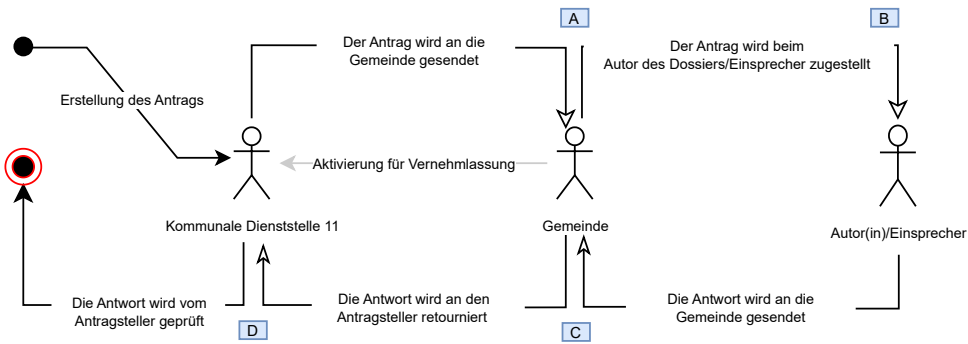 A
B
Der Antrag wird an die
Gemeinde gesendet
Der Antrag wird beim
Autor des Dossiers/Einsprecher zugestellt
Erstellung des Antrags
Aktivierung für Vernehmlassung
Kommunale Dienststelle 11
Gemeinde
Autor(in)/Einsprecher
Die Antwort wird vom
Antragsteller geprüft
Die Antwort wird an den
Antragsteller retourniert
Die Antwort wird an die
Gemeinde gesendet
D
C